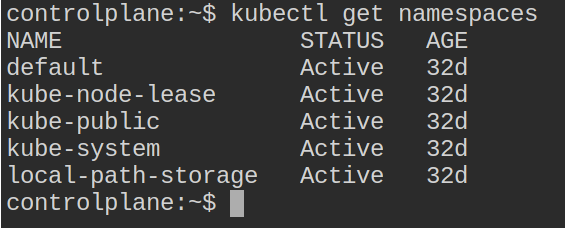 controlplane:~$ kubectl get namespaces
NAME                 STATUS   AGE
default              Active   32d
kube-node-lease      Active   32d
kube-public          Active   32d
kube-system          Active   32d
local-path-storage   Active   32d
controlplane:~$